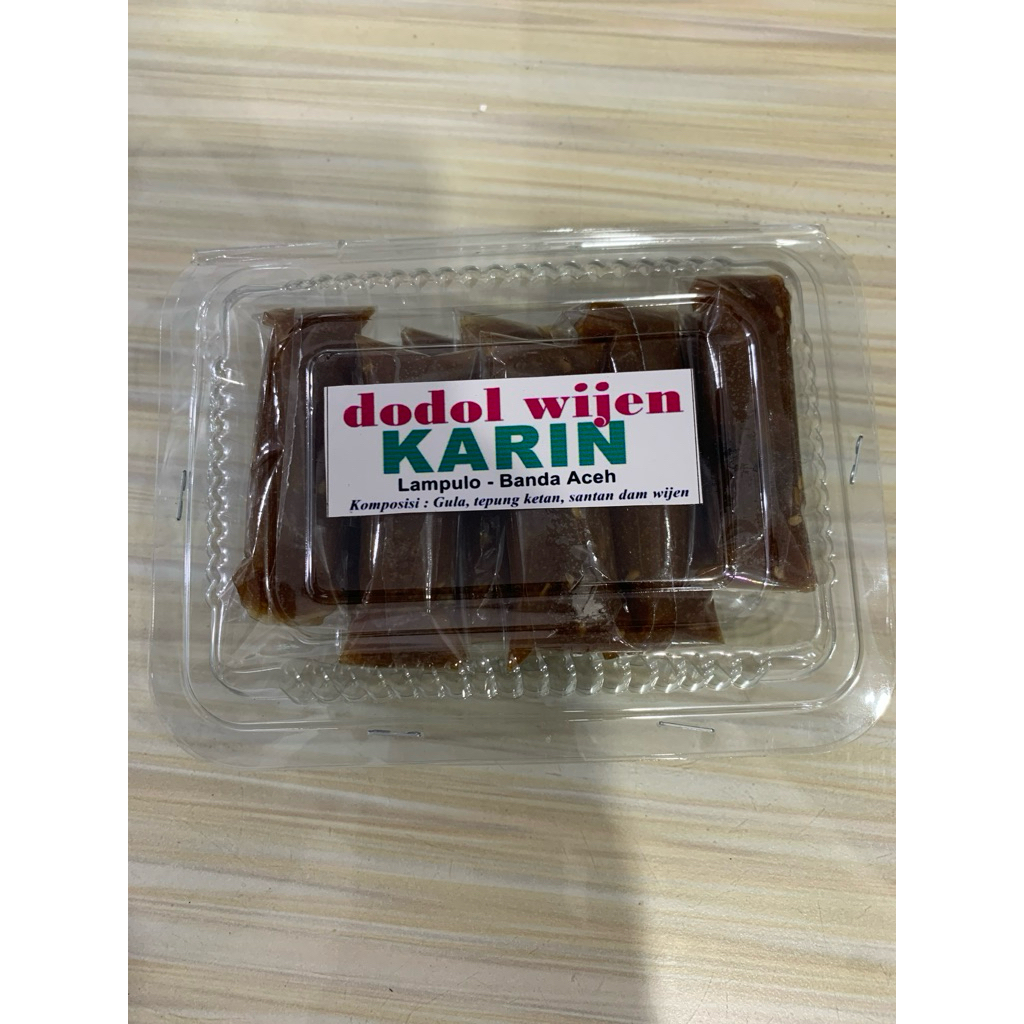 dodol wijen
KARIN
Lampulo - Banda Aceh
Komposisi : Gula, tepung ketan, santan dam wijen